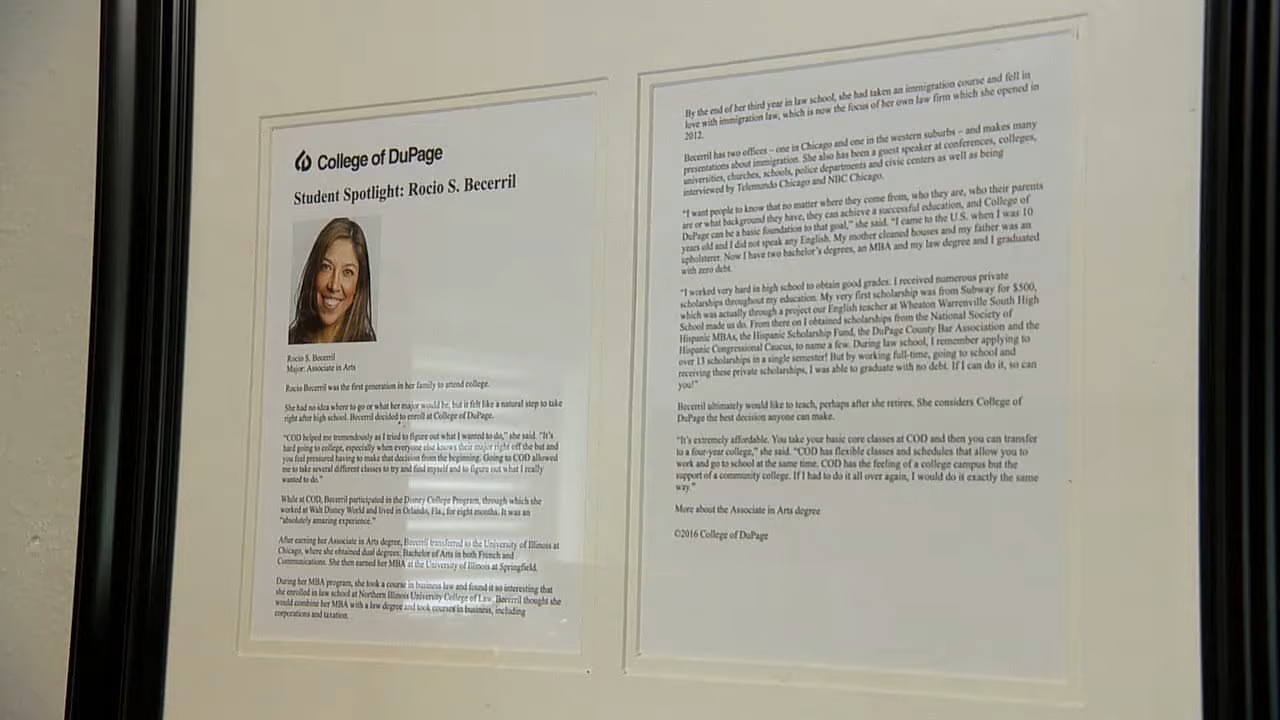 College of DuPage
Student Spotlight: Rocio S. Becerril
Rocio S. Becerril
Major: Associate in Arts
Rocio Becerril was the first generation in her family to attend college.
She had no idea where to go or what her major would be, but it felt like a natural step to take
right after high school. Becerril decided to enroll at College of DuPage.
"COD helped me tremendously as I tried to figure out what I wanted to do," she said. "It's
hard going to college, especially when everyone else knows their major right off the but and
you feel pressured having to make that decision from the beginning. Going to COD allowed
me to take several different classes to try and find myself and to figure out what I really
wanted to do."
While at COD, Becerril participated in the Disney College Program, through which she
worked at Walt Disney World and lived in Orlando, Fla., for eight months. It was an
"absolutely amazing experience."
After earning her Associate in Arts degree, Becerril transferred to the University of Illinois at
Chicago, where she obtained dual degrees: Bachelor of Arts in both French and
Communications. She then earned her MBA at the University of Illinois at Springfield.
During her MBA program, she took a course in business law and found it so interesting that
she enrolled in law school at Northern Illinois University College of Law. Becerril thought she
would combine her MBA with a law degree and took courses in business, including
corporations and taxation.
By the end of her third year in law school, she had taken an immigration course and fell in
love with immigration law, which is now the focus of her own law firm which she opened in
2012.
Becerril has two offices – one in Chicago and one in the western suburbs – and makes many
presentations about immigration. She also has been a guest speaker at conferences, colleges,
universities, churches, schools, police departments and civic centers as well as being
interviewed by Telemundo Chicago and NBC Chicago.
"I want people to know that no matter where they come from, who they are, who their parents
are or what background they have, they can achieve a successful education, and College of
DuPage can be a basic foundation to that goal," she said. "I came to the U.S. when I was 10
years old and I did not speak any English. My mother cleaned houses and my father was an
upholsterer. Now I have two bachelor's degrees, an MBA and my law degree and I graduated
with zero debt.
"I worked very hard in high school to obtain good grades. I received numerous private
scholarships throughout my education. My very first scholarship was from Subway for $500,
which was actually through a project our English teacher at Wheaton Warrenville South High
School made us do. From there on I obtained scholarships from the National Society of
Hispanic MBAs, the Hispanic Scholarship Fund, the DuPage County Bar Association and the
Hispanic Congressional Caucus, to name a few. During law school, I remember applying to
over 13 scholarships in a single semester! But by working full-time, going to school and
receiving these private scholarships, I was able to graduate with no debt. If I can do it, so can
you!"
Becerril ultimately would like to teach, perhaps after she retires. She considers College of
DuPage the best decision anyone can make.
"It's extremely affordable. You take your basic core classes at COD and then you can transfer
to a four-year college," she said. "COD has flexible classes and schedules that allow you to
work and go to school at the same time. COD has the feeling of a college campus but the
support of a community college. If I had to do it all over again, I would do it exactly the same
way."
More about the Associate in Arts degree
©2016 College of DuPage